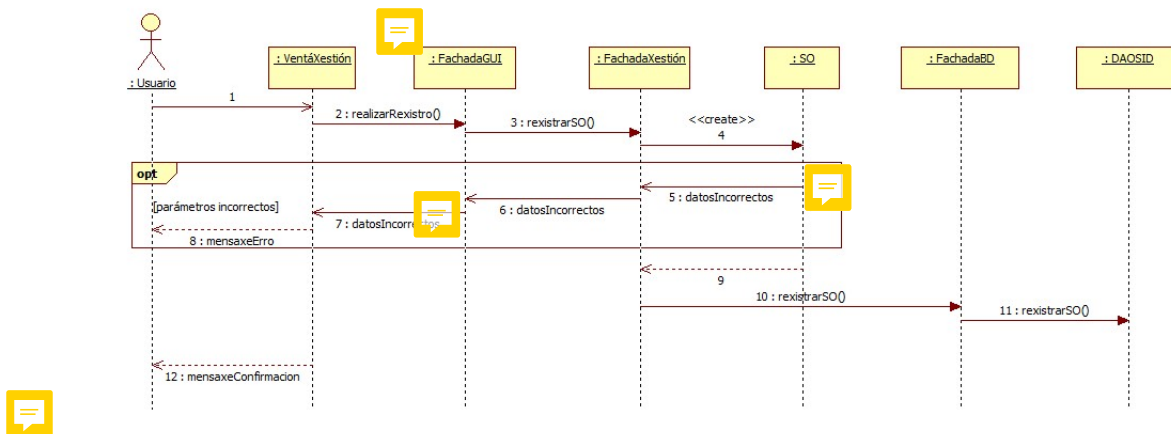 : Usuario
: VentáXestión
: FachadaGUI
: FachadaXestión
: SO
: FachadaBD
: DAOSID
1
2 : realizarRexistro()
3 : rexistrarSO()
<<create>>
4
opt
[parámetros incorrectos]
5 : datosIncorrectos
6 : datosIncorrectos
7 : datosIncorrectos
8 : mensaxeErro
9
10 : rexistrarSO()
11 : rexistrarSO()
12 : mensaxeConfirmacion